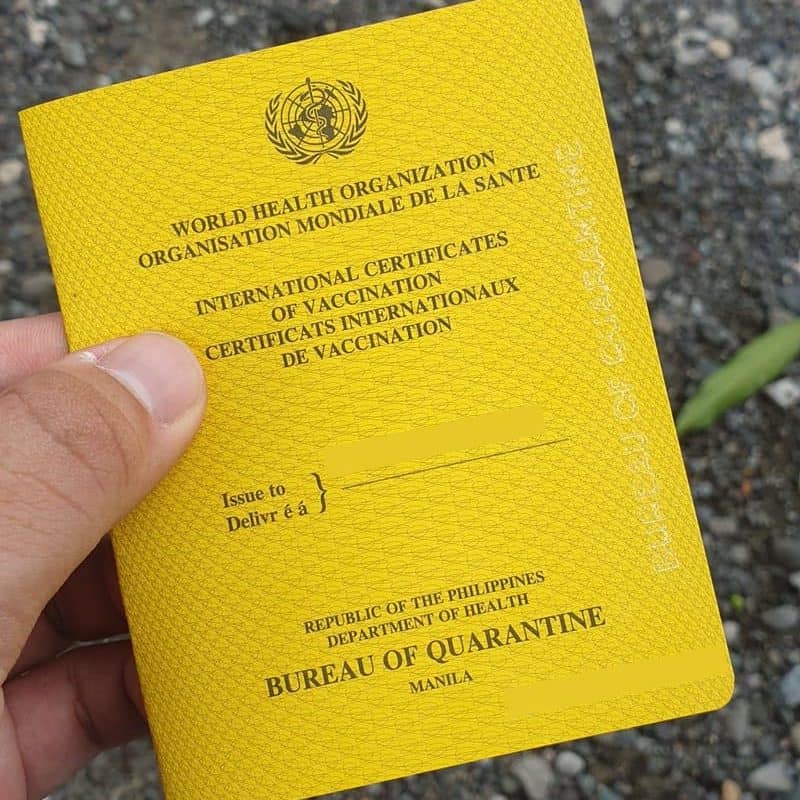 WORLD HEALTH ORGANIZATION
ORGANISATION MONDIALE DE LA SANTE
INTERNATIONAL CERTIFICATES
OF VACCINATION
CERTIFICATS INTERNATIONAUX
DE VACCINATION
Issue to
Delivr é á
REPUBLIC OF THE PHILIPPINES
DEPARTMENT OF HEALTH
BUREAU OF QUARANTINE
MANILA
BUREAU OF QUARANTINE